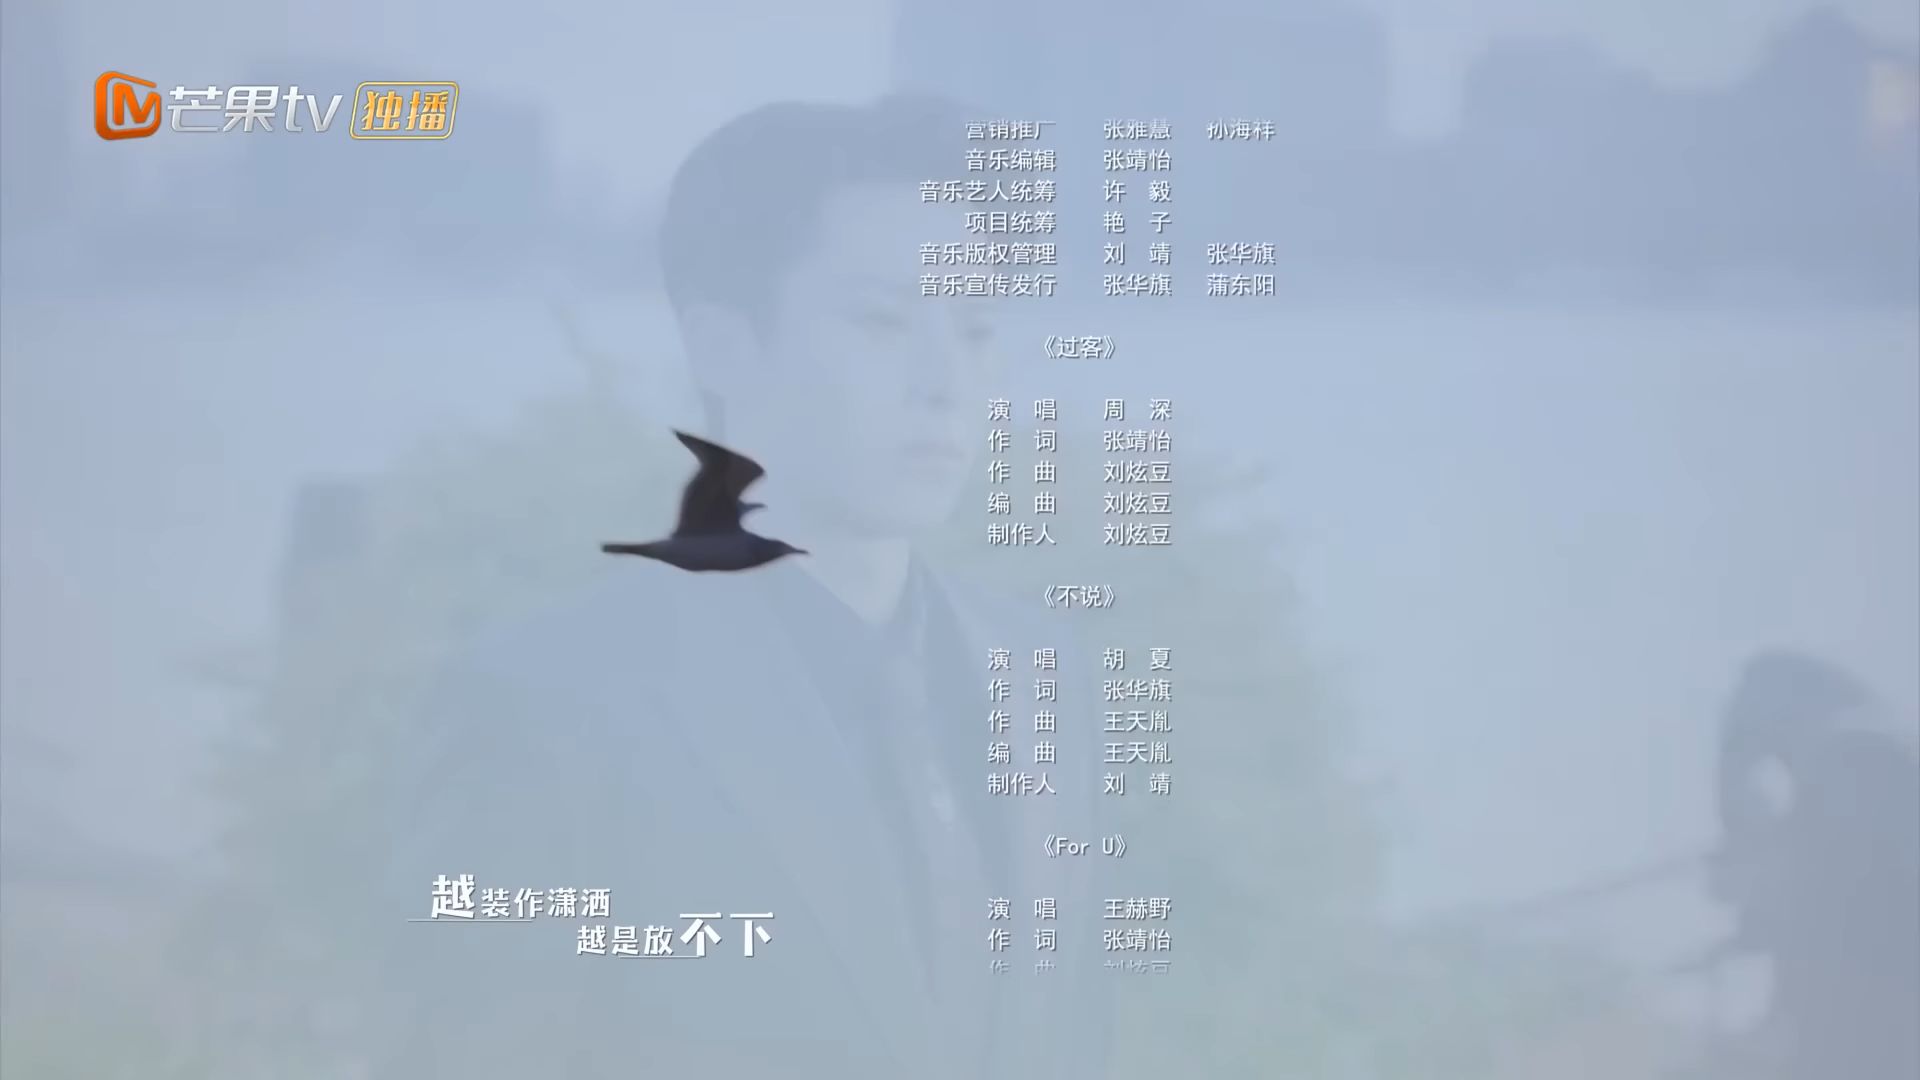 芒果tv 独播
营销推广 张雅慧 孙海祥
音乐编辑 张靖怡
音乐艺人统筹 许 毅
项目统筹 艳 子
音乐版权管理 刘 靖 张华旗
音乐宣传发行 张华旗 蒲东阳
《过客》
演 唱 周 深
作 词 张靖怡
作 曲 刘炫豆
编 曲 刘炫豆
制作人 刘炫豆
《不说》
演 唱 胡 夏
作 词 张华旗
作 曲 王天胤
编 曲 王天胤
制作人 刘 靖
《For U》
演 唱 王赫野
作 词 张靖怡
作 曲 刘炫豆
越装作潇洒
越是放不下